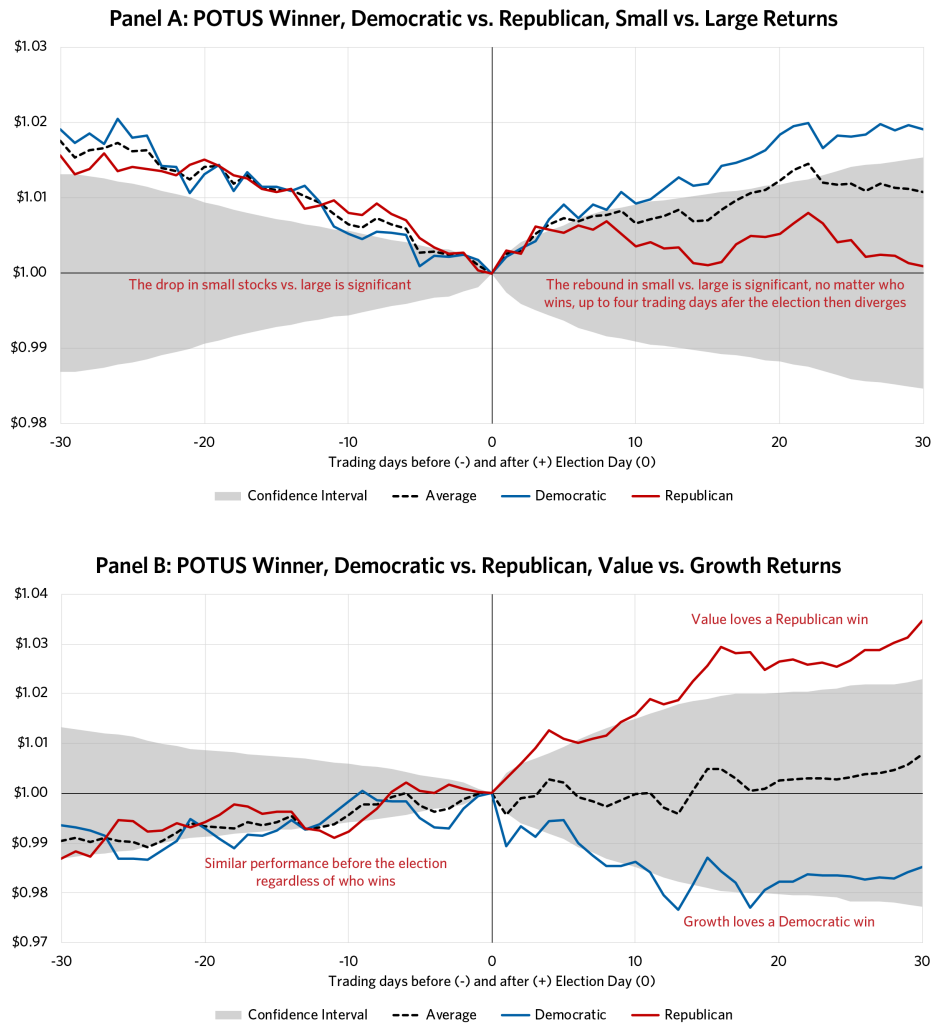 Panel A: POTUS Winner, Democratic vs. Republican, Small vs. Large Returns
$1.03
$1.02
$1.01
$1.00
The drop in small stocks vs. large is significant
The rebound in small vs. large is significant, no matter who
wins, up to four trading days afer the election then diverges
$0.99
$0.98
-30 -20 -10 0 10 20 30
Trading days before (-) and after (+) Election Day (0)
Confidence Interval Average Democratic Republican
Panel B: POTUS Winner, Democratic vs. Republican, Value vs. Growth Returns
$1.04
Value loves a Republican win
$1.03
$1.02
$1.01
$1.00
$0.99
Similar performance before the election
regardless of who wins
$0.98
Growth loves a Democratic win
$0.97
-30 -20 -10 0 10 20 30
Trading days before (-) and after (+) Election Day (0)
Confidence Interval Average Democratic Republican